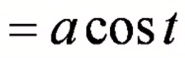 = a cos t